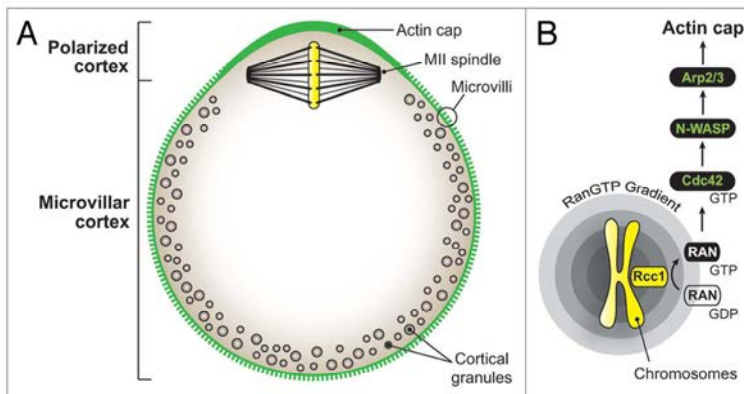 A
Polarized
cortex
Actin cap
MII spindle
Microvilli
Microvillar
cortex
Cortical
granules
B
Actin cap
Arp2/3
N-WASP
Cdc42
GTP
RanGTP Gradient
Rcc1
RAN
GTP
RAN
GDP
Chromosomes